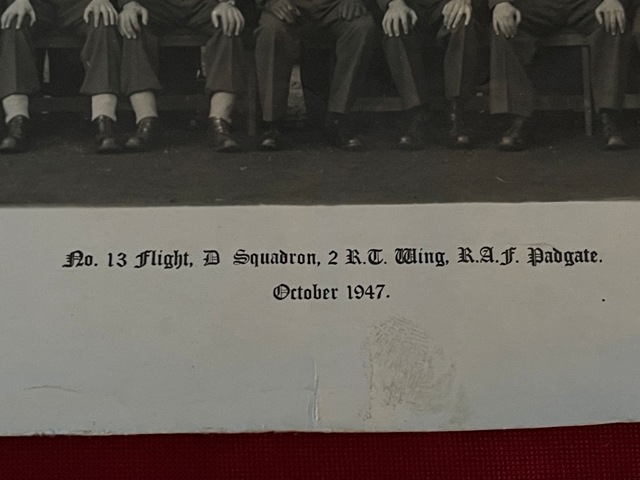 No. 13 Flight, D Squadron, 2 R.T. Wing, R.A.F. Padgate.
October 1947.